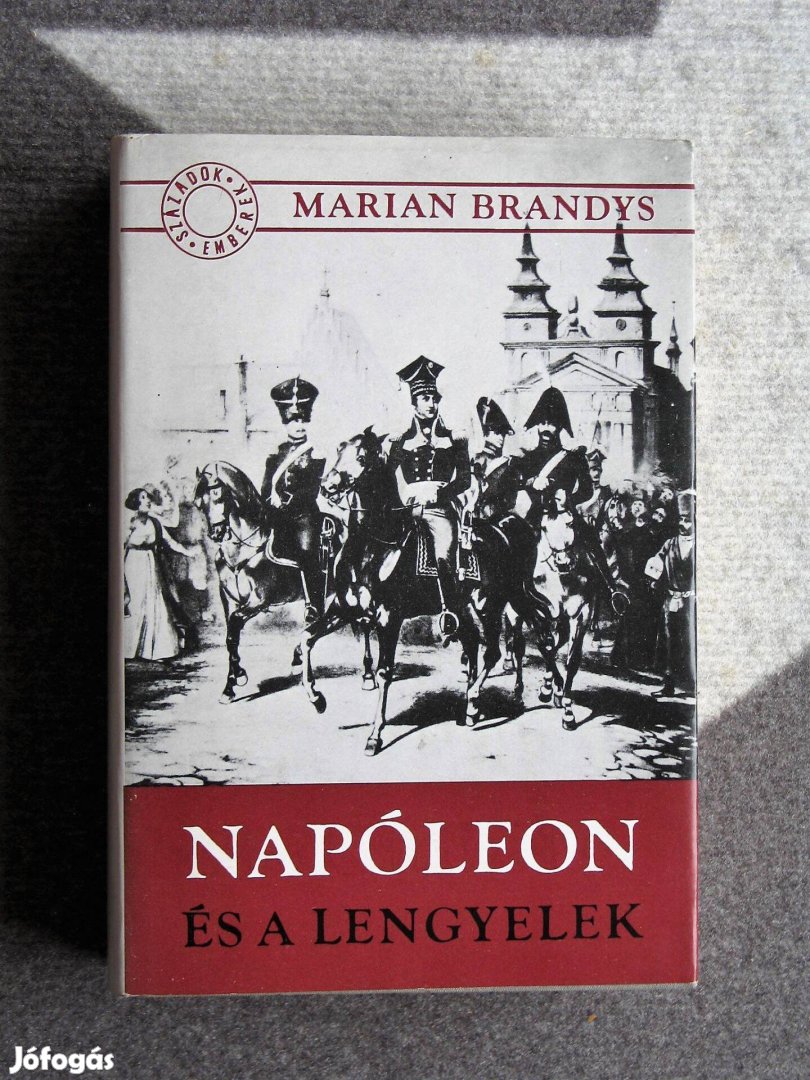 SZÁZADOK • EMBEREK •
MARIAN BRANDYS
NAPÓLEON
ÉS A LENGYELEK
Jófogás